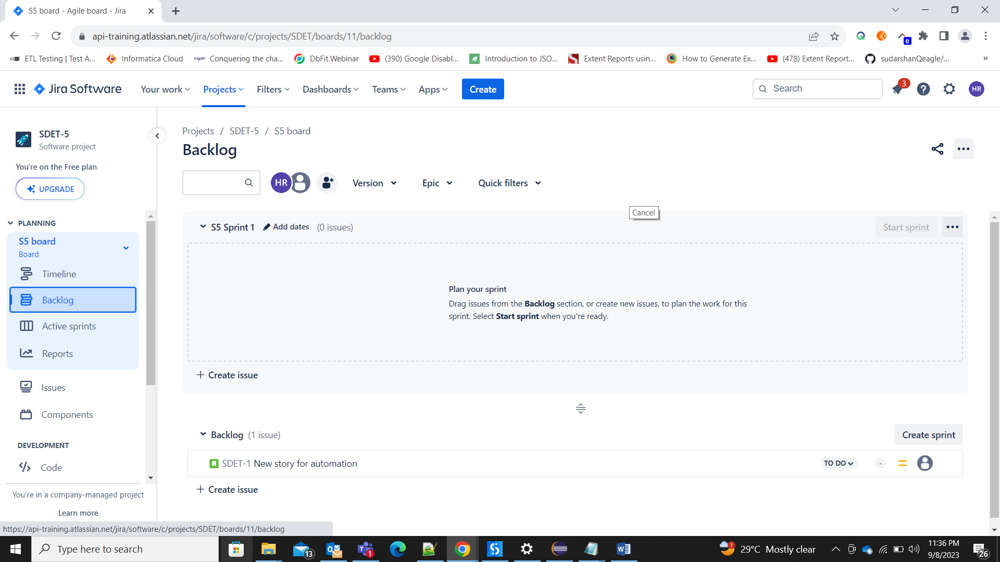 S5 board - Agile board - Jira
api-training.atlassian.net/jira/software/c/projects/SDET/boards/11/backlog
0
ETL Testing | Test A...
Informatica Cloud
Cigniti Conquering the cha...
DbFit.Webinar
(390) Google Disabl...
Introduction to JSO...
Extent Reports usin...
How to Generate Ex...
(478) Extent Report...
sudarshanQeagle/...
»
Jira Software
Your work
Projects
Filters
Dashboards
Teams
Apps
Create
Search
3
HR
SDET-5
Software project
You're on the Free plan
UPGRADE
PLANNING
S5 board
Board
Timeline
Backlog
Active sprints
Reports
Issues
Components
DEVELOPMENT
Code
You're in a company-managed project
Learn more
https://api-training.atlassian.net/jira/software/c/projects/SDET/boards/11/backlog
Projects / SDET-5 / S5 board
Backlog
HR
Version
Epic
Quick filters
Cancel
S5 Sprint 1
Add dates
(0 issues)
Start sprint
Plan your sprint
Drag issues from the Backlog section, or create new issues, to plan the work for this
sprint. Select Start sprint when you're ready.
+ Create issue
Backlog (1 issue)
Create sprint
SDET-1 New story for automation
TO DO
-
+ Create issue
Type here to search
13
1
1
29°C Mostly clear
11:36 PM
9/8/2023
26